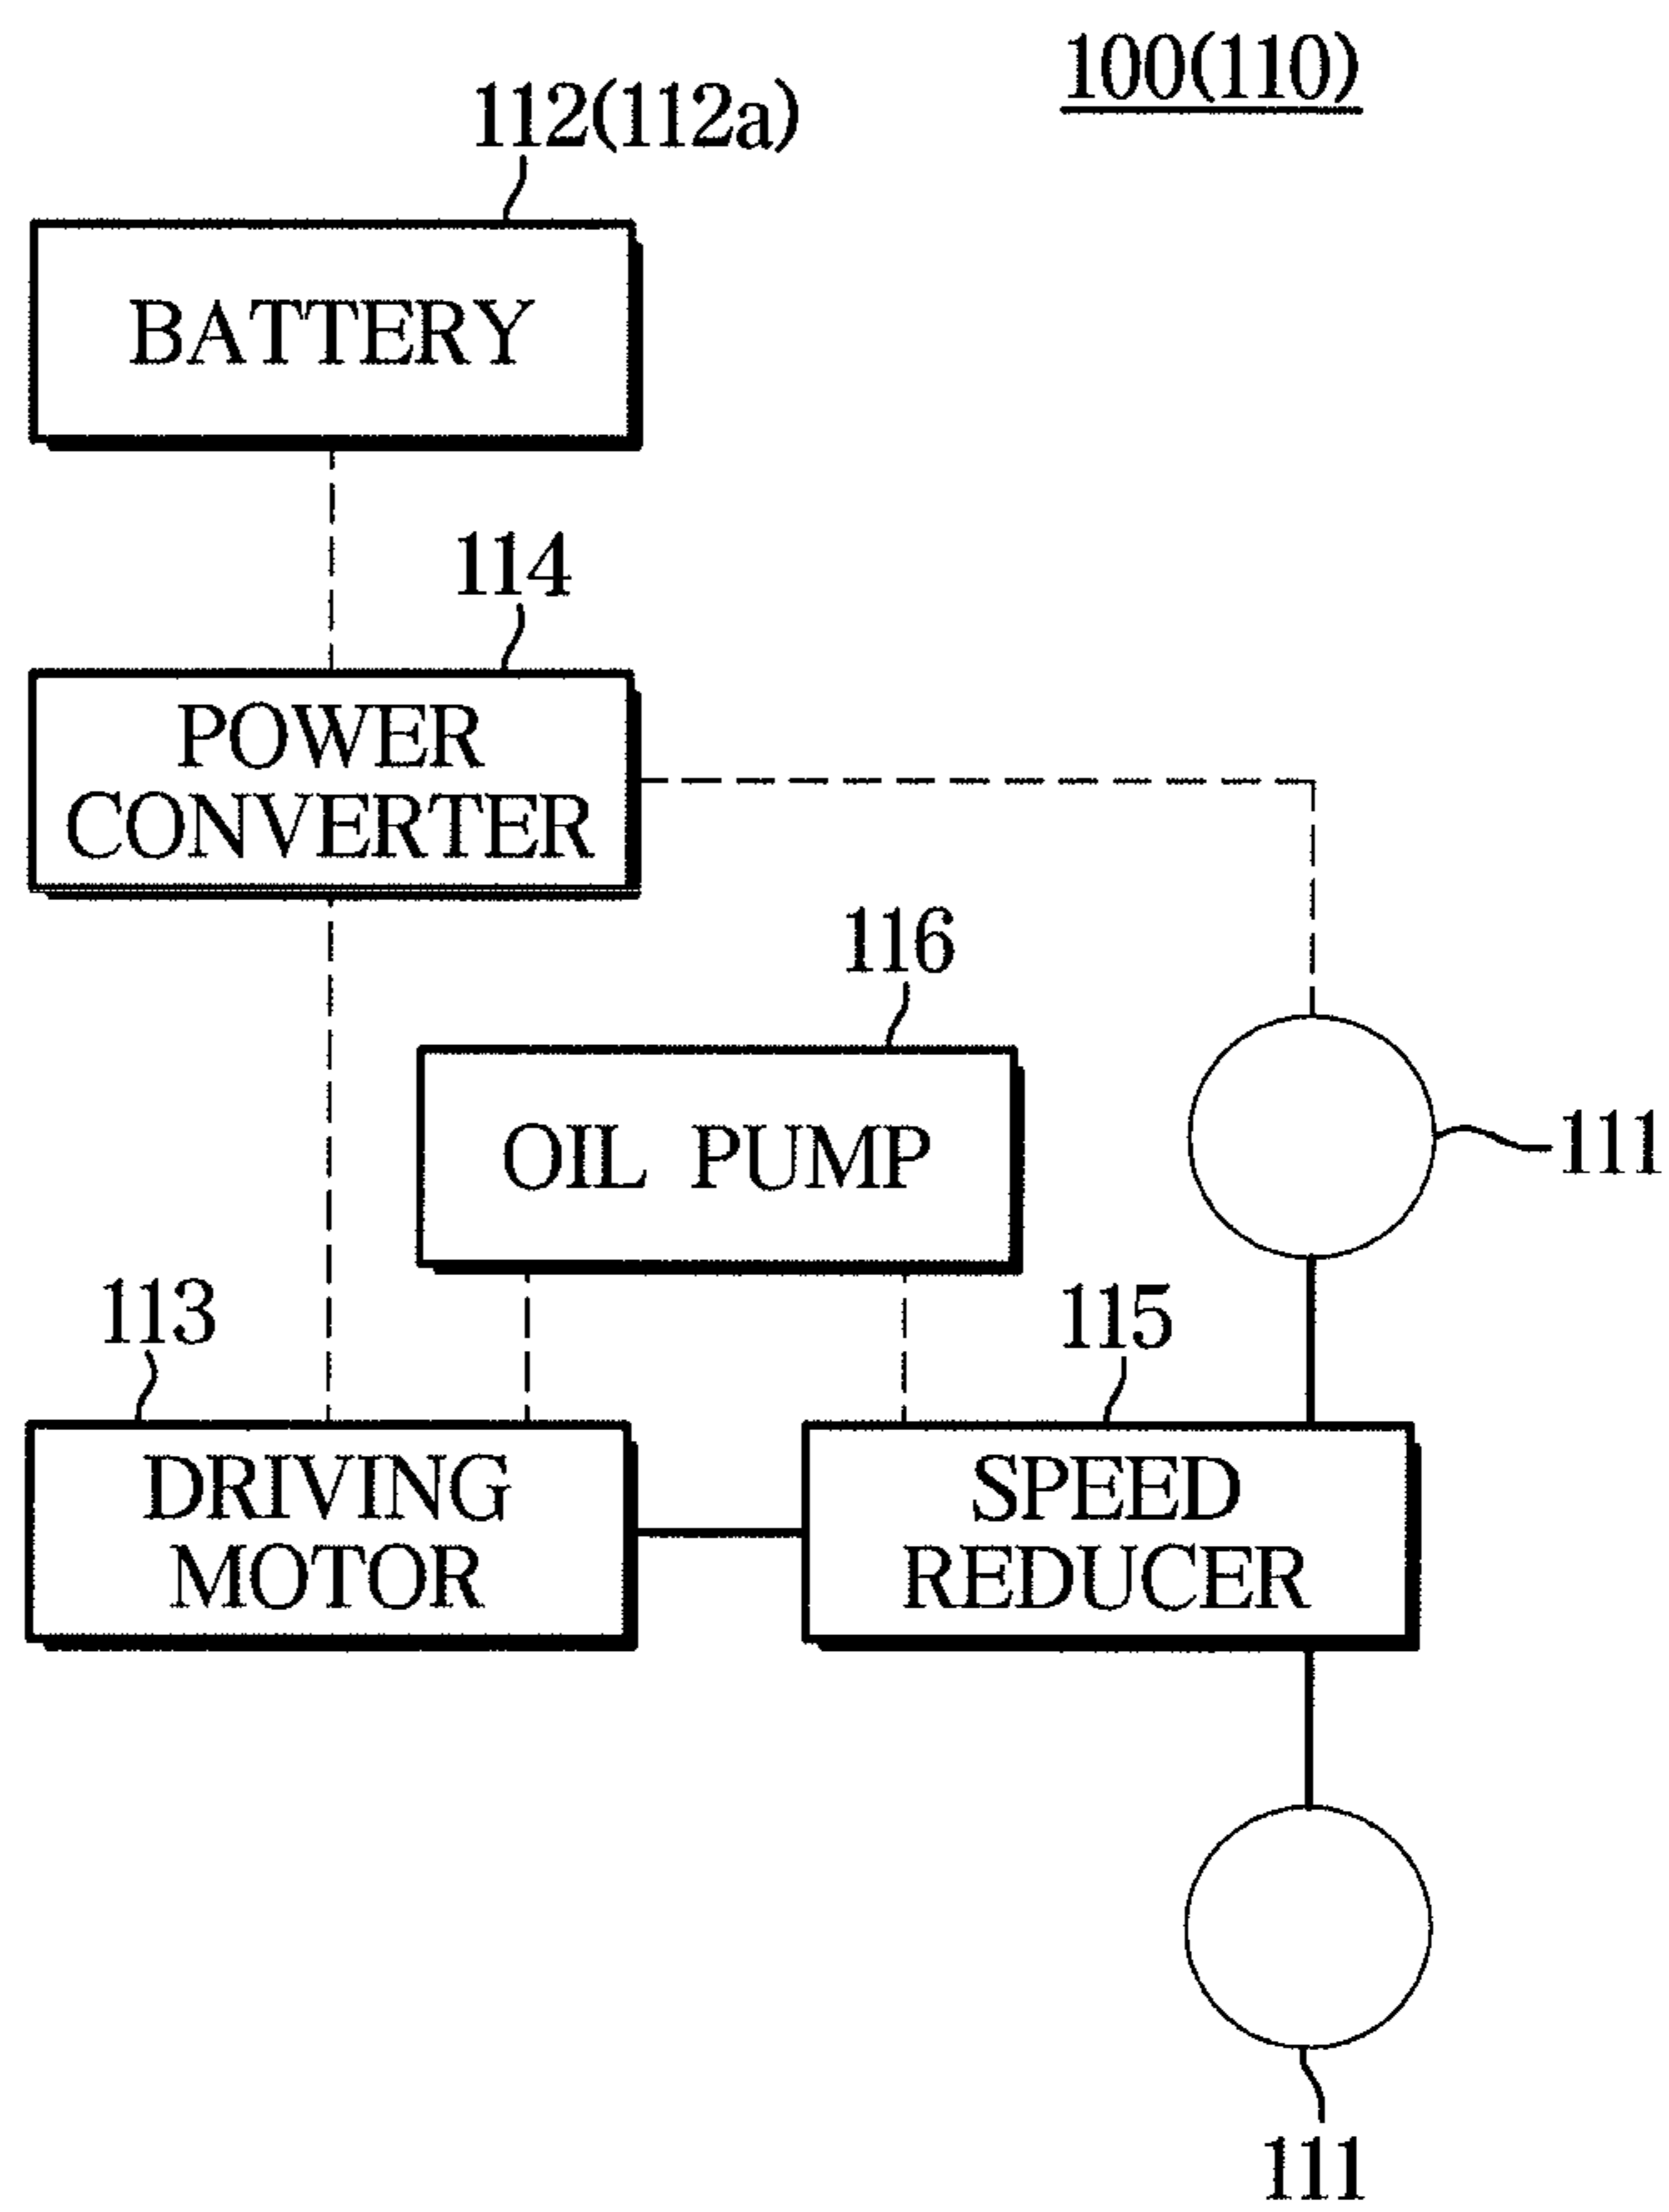 100(110)
112(112a)
BATTERY
114
POWER
CONVERTER
116
OIL PUMP
111
113
115
DRIVING
MOTOR
SPEED
REDUCER
111